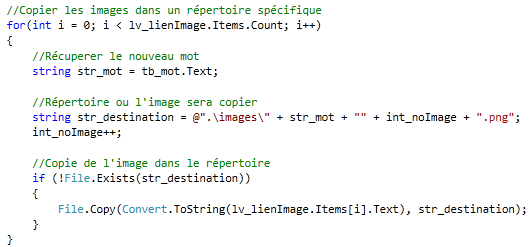 //Copier les images dans un répertoire spécifique
for(int i = 0; i < lv_lienImage.Items.Count; i++)
{
//Récuperer le nouveau mot
string str_mot = tb_mot.Text;
//Répertoire ou l'image sera copier
string str_destination = @".\images\" + str_mot + "" + int_noImage + ".png";
int_noImage++;
//Copie de l'image dans le répertoire
if (!File.Exists(str_destination))
{
File.Copy(Convert.ToString(lv_lienImage.Items[i].Text), str_destination);
}
}